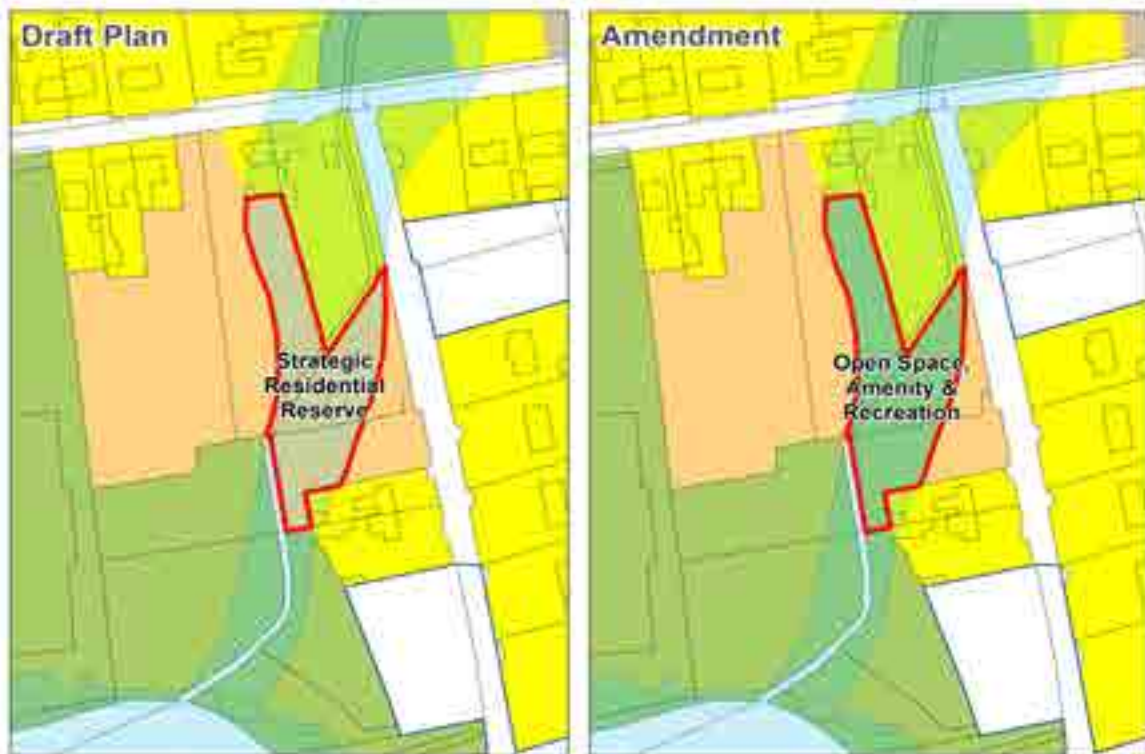 Draft Plan
Strategic
Residential
Reserve
Amendment
Open Space,
Amenity &
Recreation